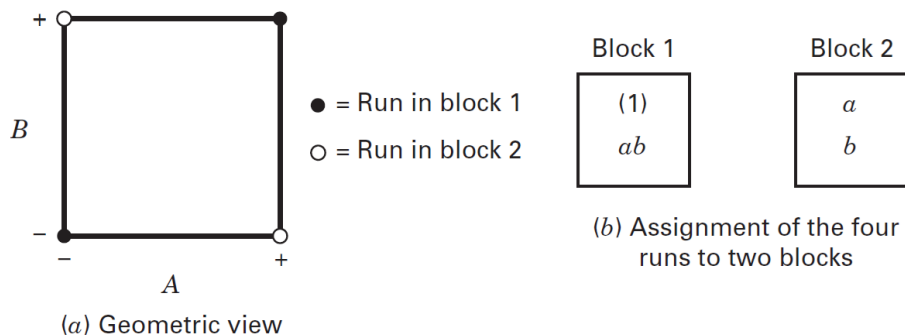 +
B
−
−
+
A
(a) Geometric view
= Run in block 1
= Run in block 2
Block 1
(1)
ab
Block 2
a
b
(b) Assignment of the four
runs to two blocks